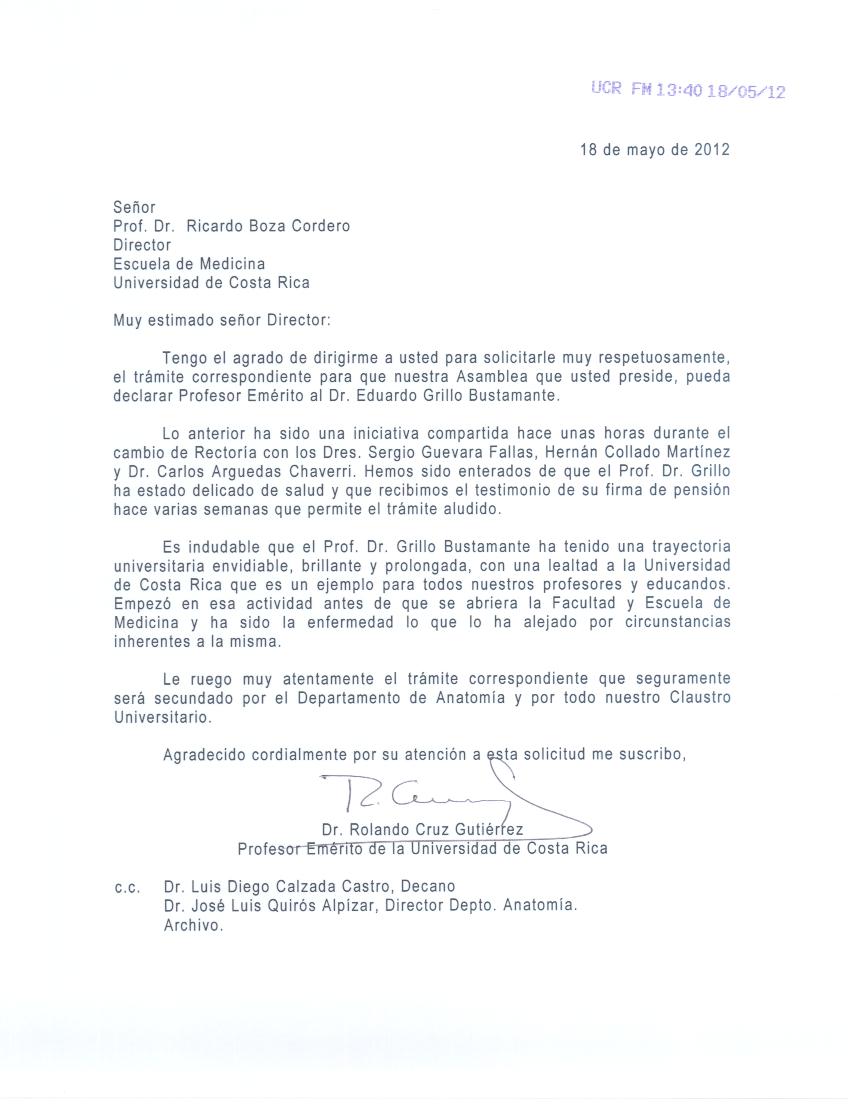 UCR FM 13:40 18/05/12
18 de mayo de 2012
Señor
Prof. Dr. Ricardo Boza Cordero
Director
Escuela de Medicina
Universidad de Costa Rica
Muy estimado señor Director:
Tengo el agrado de dirigirme a usted para solicitarle muy respetuosamente,
el trámite correspondiente para que nuestra Asamblea que usted preside, pueda
declarar Profesor Emérito al Dr. Eduardo Grillo Bustamante.
Lo anterior ha sido una iniciativa compartida hace unas horas durante el
cambio de Rectoría con los Dres. Sergio Guevara Fallas, Hernán Collado Martínez
y Dr. Carlos Arguedas Chaverri. Hemos sido enterados de que el Prof. Dr. Grillo
ha estado delicado de salud y que recibimos el testimonio de su firma de pensión
hace varias semanas que permite el trámite aludido.
Es indudable que el Prof. Dr. Grillo Bustamante ha tenido una trayectoria
universitaria envidiable, brillante y prolongada, con una lealtad a la Universidad
de Costa Rica que es un ejemplo para todos nuestros profesores y educandos.
Empezó en esa actividad antes de que se abriera la Facultad y Escuela de
Medicina y ha sido la enfermedad lo que lo ha alejado por circunstancias
inherentes a la misma.
Le ruego muy atentamente el trámite correspondiente que seguramente
será secundado por el Departamento de Anatomía y por todo nuestro Claustro
Universitario.
Agradecido cordialmente por su atención a esta solicitud me suscribo,
Dr. Rolando Cruz Gutiérrez
Profesor Emérito de la Universidad de Costa Rica
c.c. Dr. Luis Diego Calzada Castro, Decano
Dr. José Luis Quirós Alpízar, Director Depto. Anatomía.
Archivo.